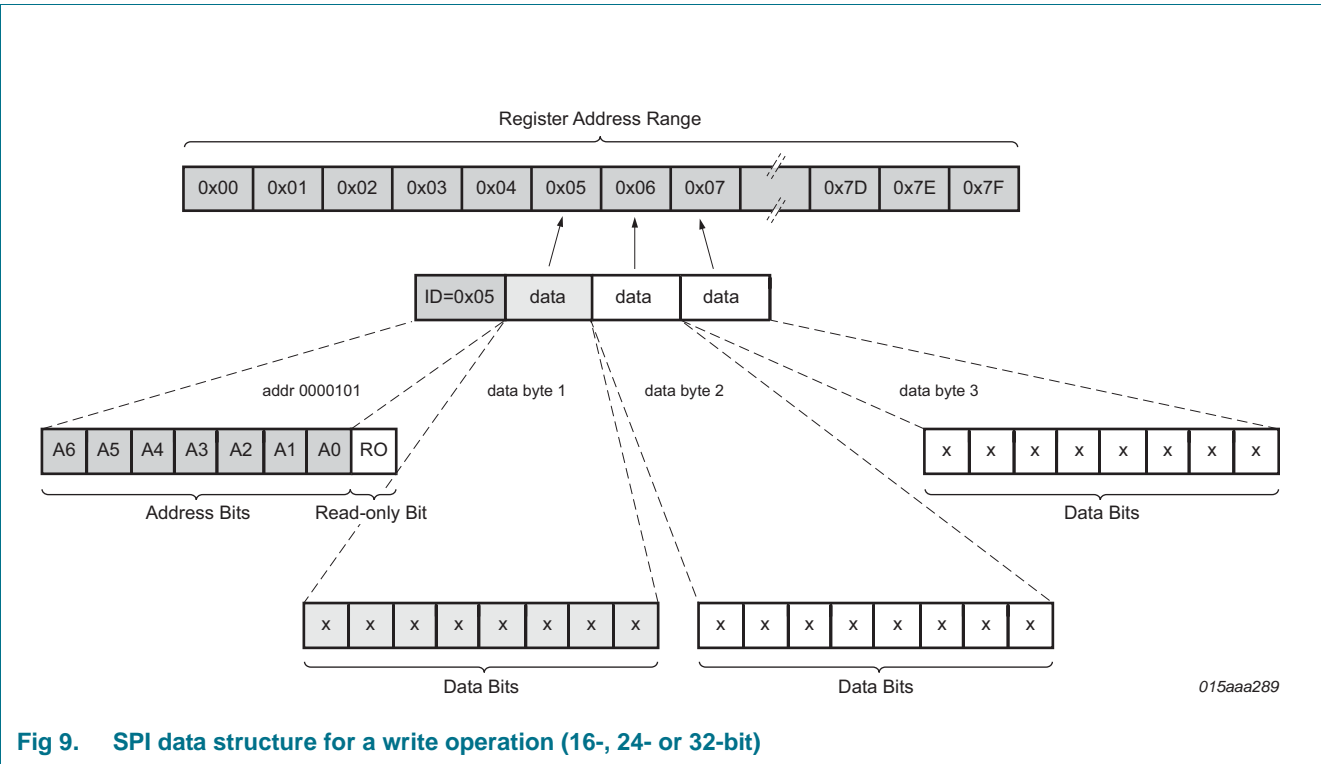 Register Address Range
0x00 0x01 0x02 0x03 0x04 0x05 0x06 0x07 0x7D 0x7E 0x7F
ID=0x05 data data data
addr 0000101 data byte 1 data byte 2 data byte 3
A6 A5 A4 A3 A2 A1 A0 RO x x x x x x x x
Address Bits Read-only Bit Data Bits
x x x x x x x x x x x x x x x x
Data Bits Data Bits 015aaa289
Fig 9. SPI data structure for a write operation (16-, 24- or 32-bit)